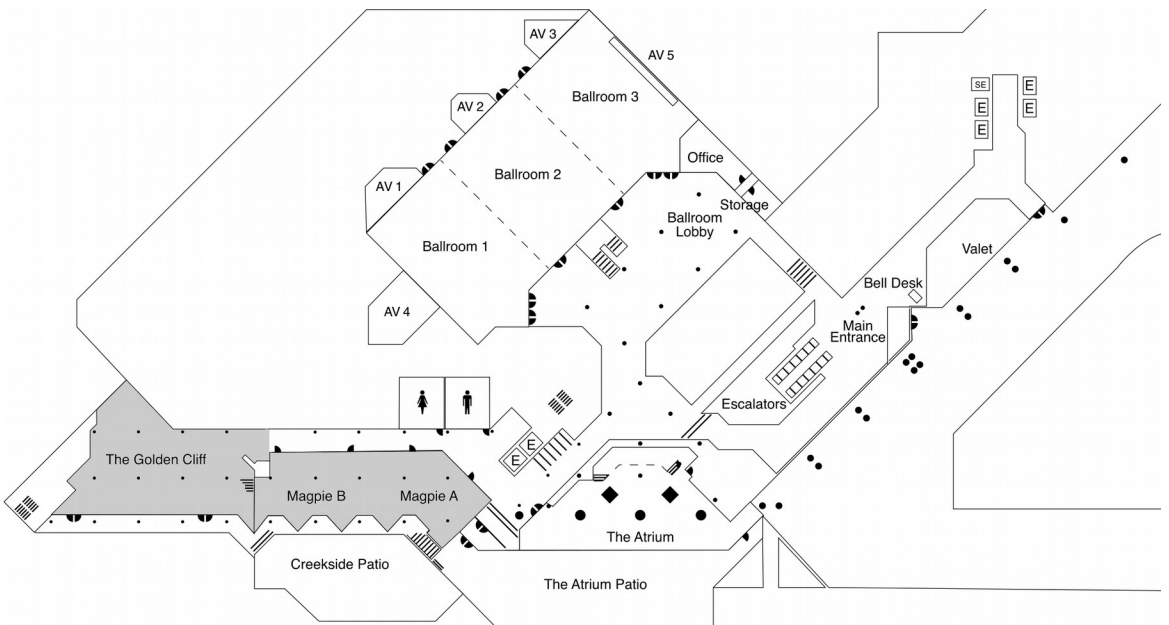 AV 3
AV 5
Ballroom 3
SE
E
E
E
E
E
AV 2
Office
Ballroom 2
AV 1
Storage
Ballroom
Lobby
Ballroom 1
Valet
Bell Desk
AV 4
Main
Entrance
Escalators
E
E
The Golden Cliff
Magpie B
Magpie A
The Atrium
Creekside Patio
The Atrium Patio